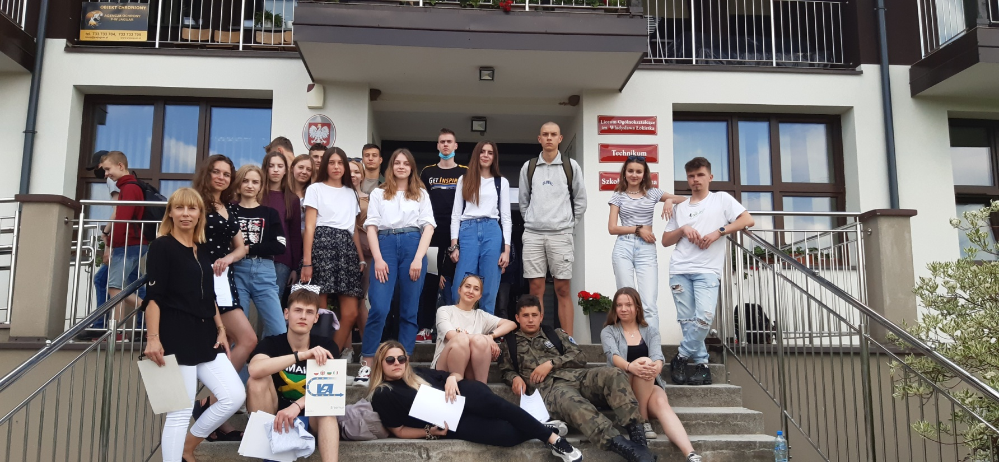 OBIEKT CHRONIONY
AGENCJA OCHRONY
P-W JAGUAR
tel. 733 733 704, 733 733 705
Liceum Ogólnokształcące
im. Władysława Łokietka
Technikum
GET INSPIR
GLOBAL
VEA
Erasmus